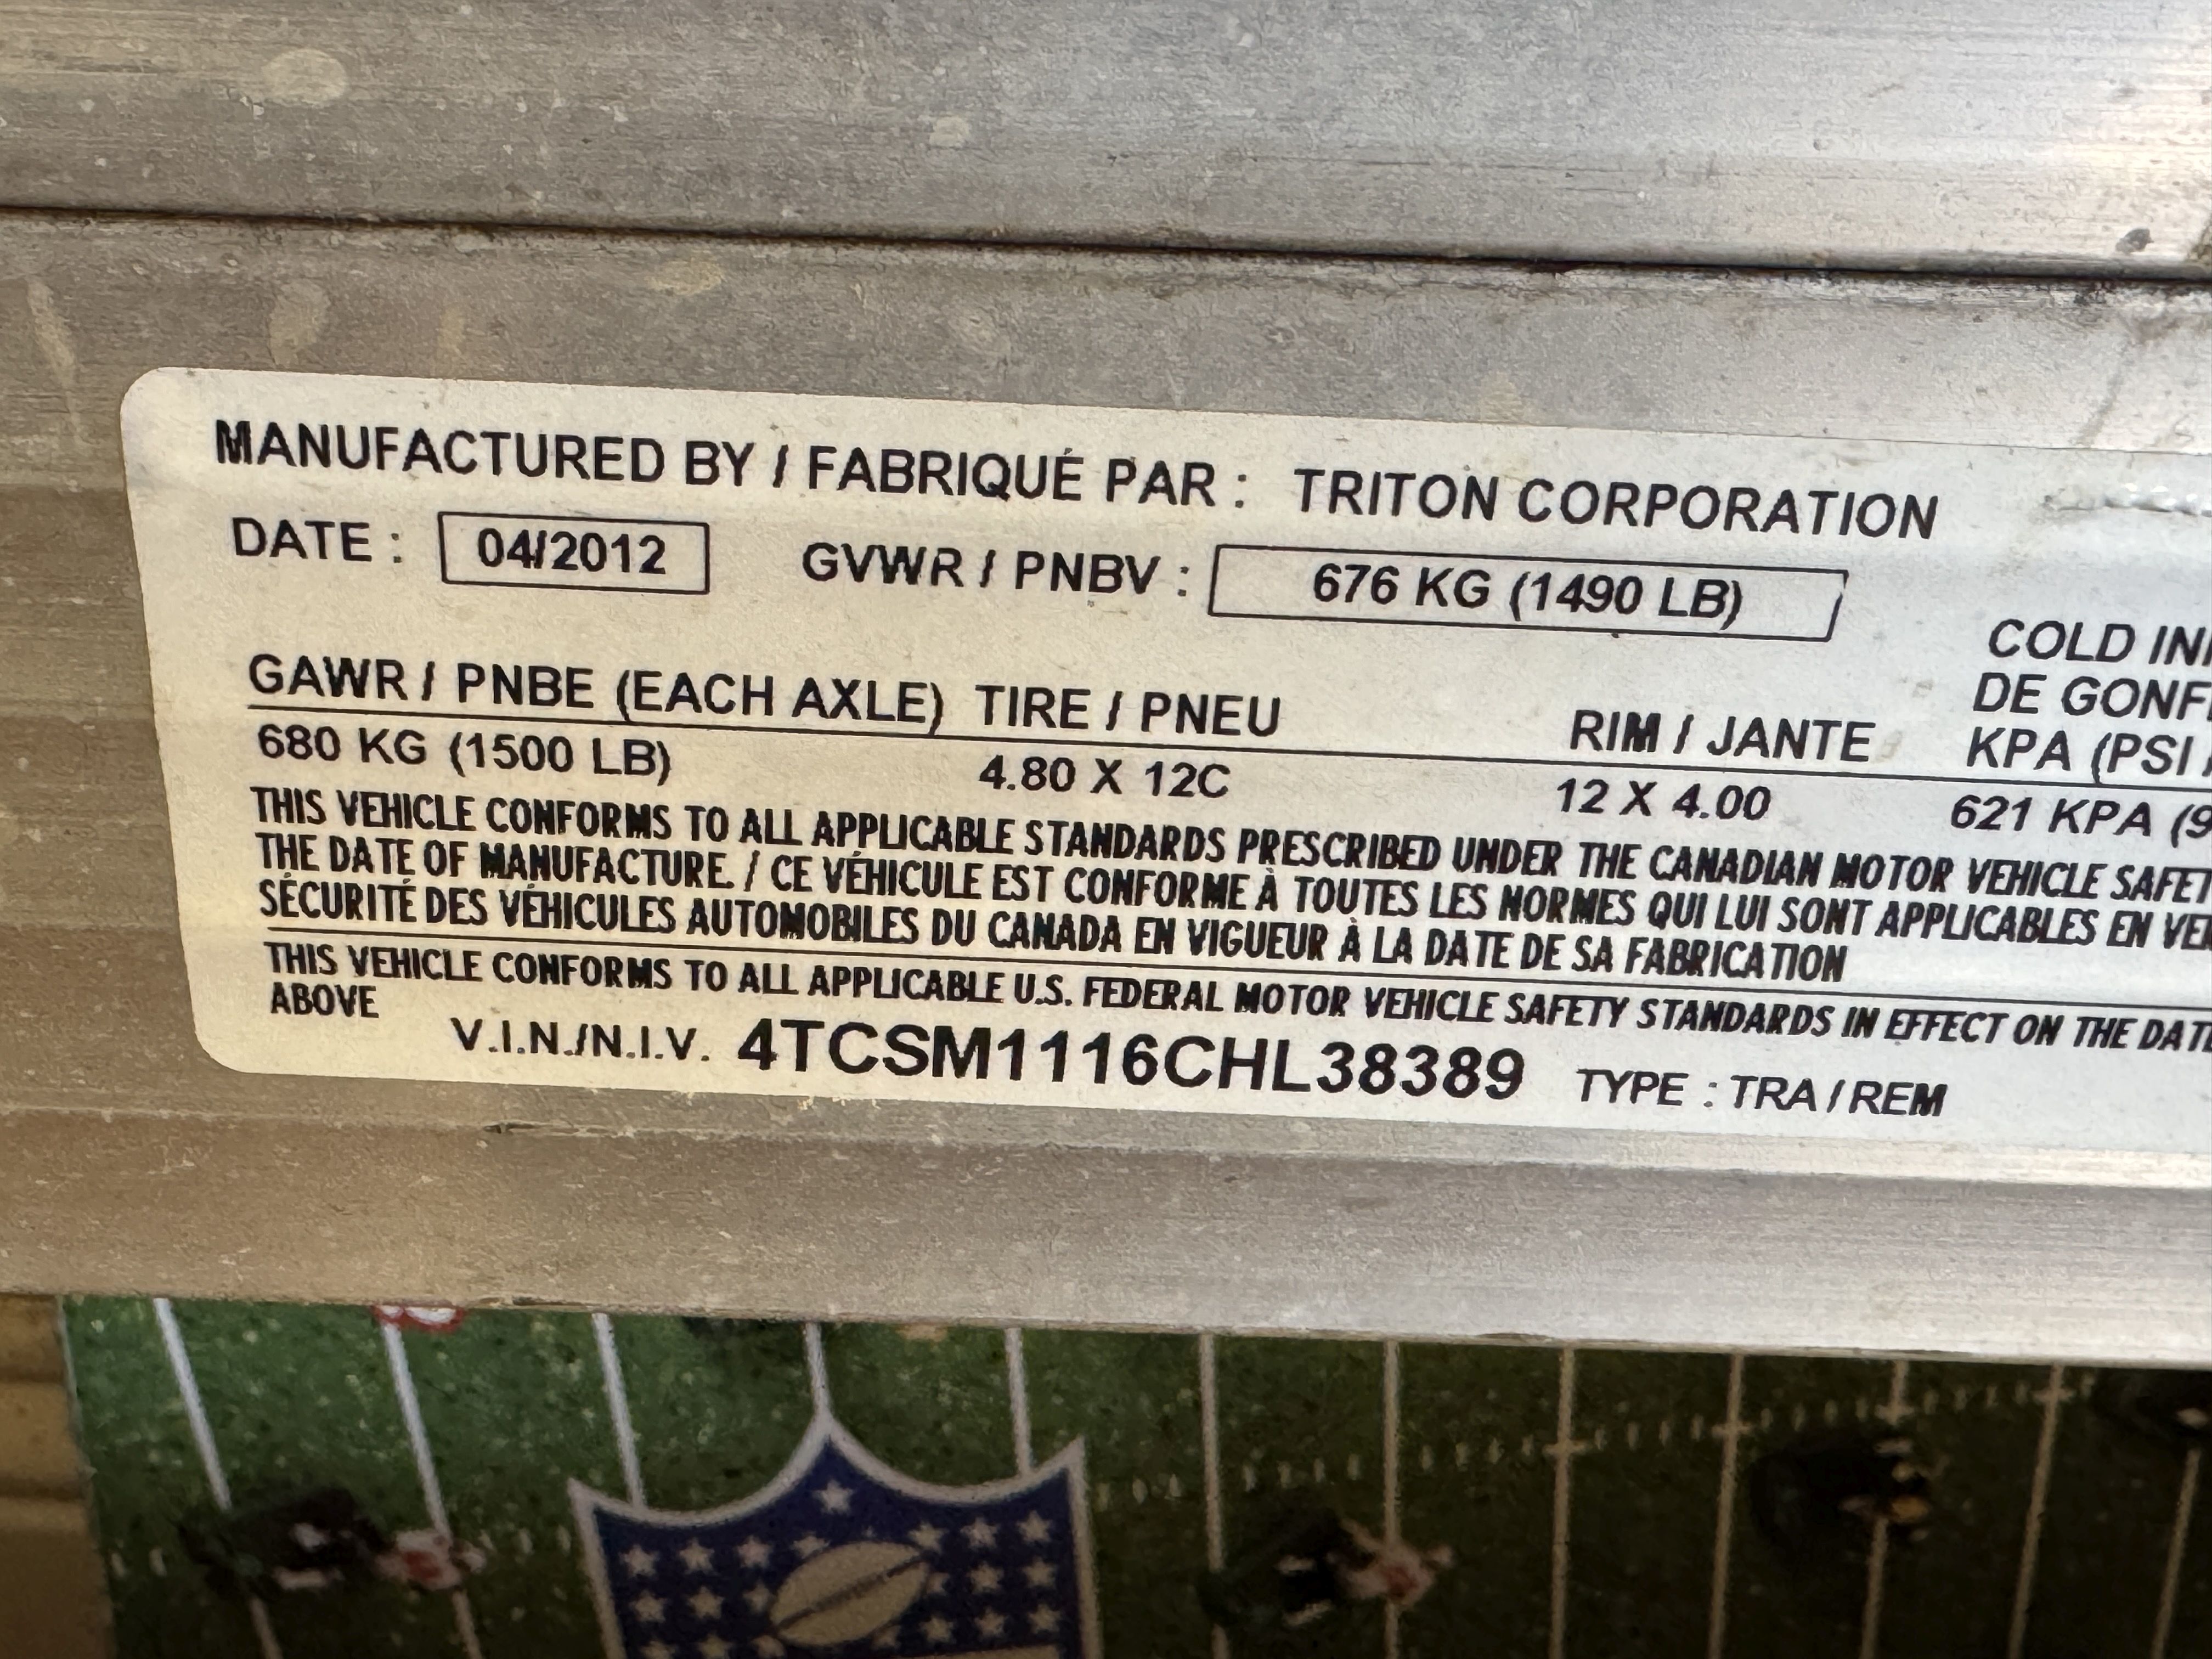 MANUFACTURED BY / FABRIQUÉ PAR : TRITON CORPORATION
DATE : 04/2012 GVWR / PNBV : 676 KG (1490 LB)
GAWR / PNBE (EACH AXLE) TIRE / PNEU RIM / JANTE
COLD
DE
KPA (PSI
680 KG (1500 LB) 4.80 X 12C 12 X 4.00 621 KPA
THIS VEHICLE CONFORMS TO ALL APPLICABLE STANDARDS PRESCRIBED UNDER THE CANADIAN MOTOR VEHICLE
THE DATE OF MANUFACTURE. / CE VÉHICULE EST CONFORME À TOUTES LES NORMES QUI LUI SONT APPLICABLES EN
SÉCURITÉ DES VÉHICULES AUTOMOBILES DU CANADA EN VIGUEUR À LA DATE DE SA FABRICATION
THIS VEHICLE CONFORMS TO ALL APPLICABLE U.S. FEDERAL MOTOR VEHICLE SAFETY STANDARDS IN EFFECT ON THE DATE
ABOVE
V.I.N./N.I.V. 4TCSM1116CHL38389 TYPE : TRA / REM